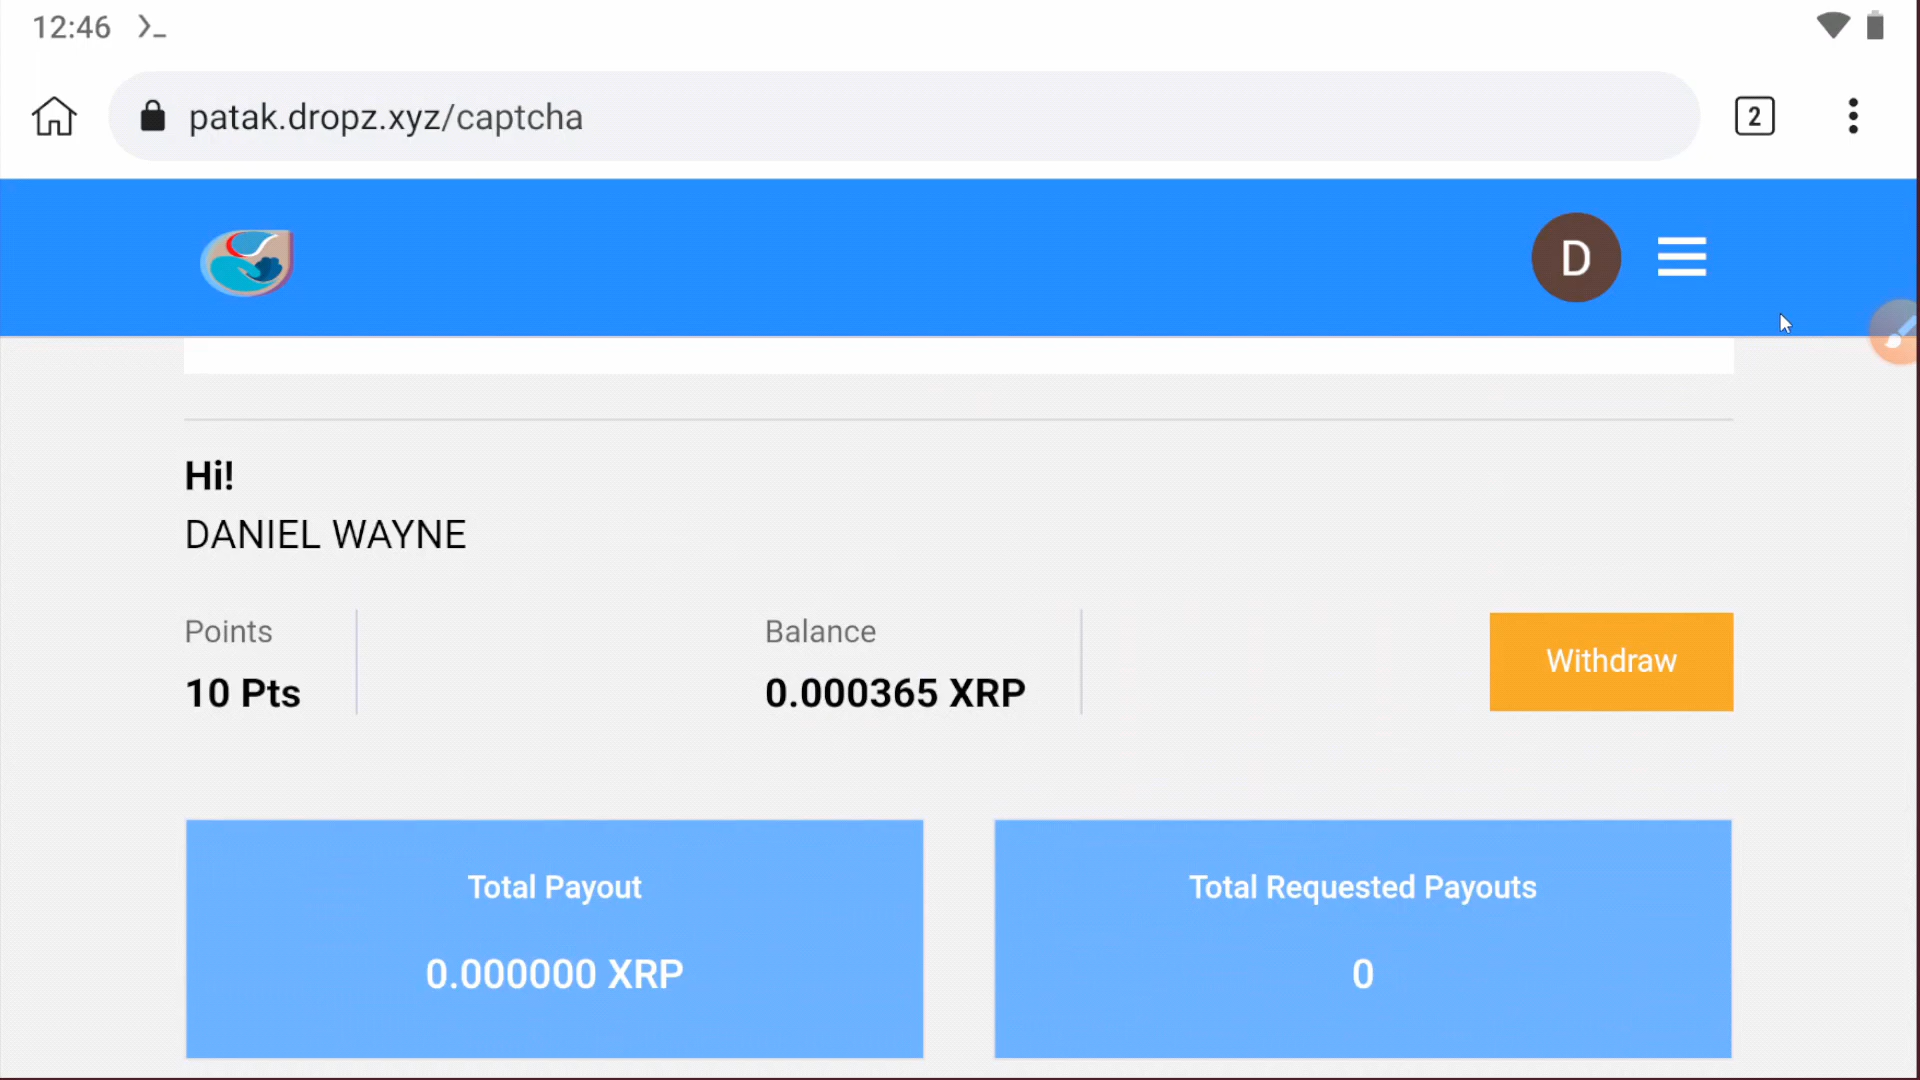 12:46
patak.dropz.xyz/captcha
2
D
Hi!
DANIEL WAYNE
Points
10 Pts
Balance
0.000365 XRP
Withdraw
Total Payout
0.000000 XRP
Total Requested Payouts
0